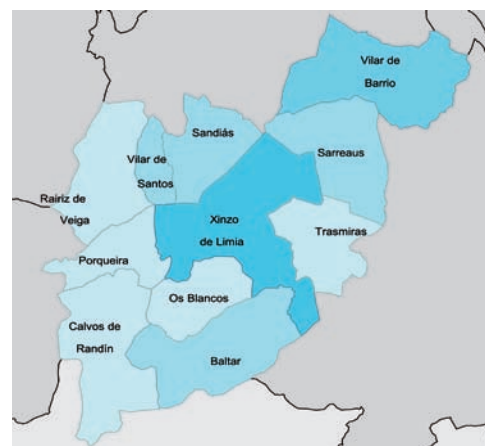 Vilar de
Barrio
Sandiás
Vilar de
Santos
Sarreaus
Rairiz de
Veiga
Xinzo
de Limia
Trasmiras
Porqueira
Os Blancos
Calvos de
Randín
Baltar